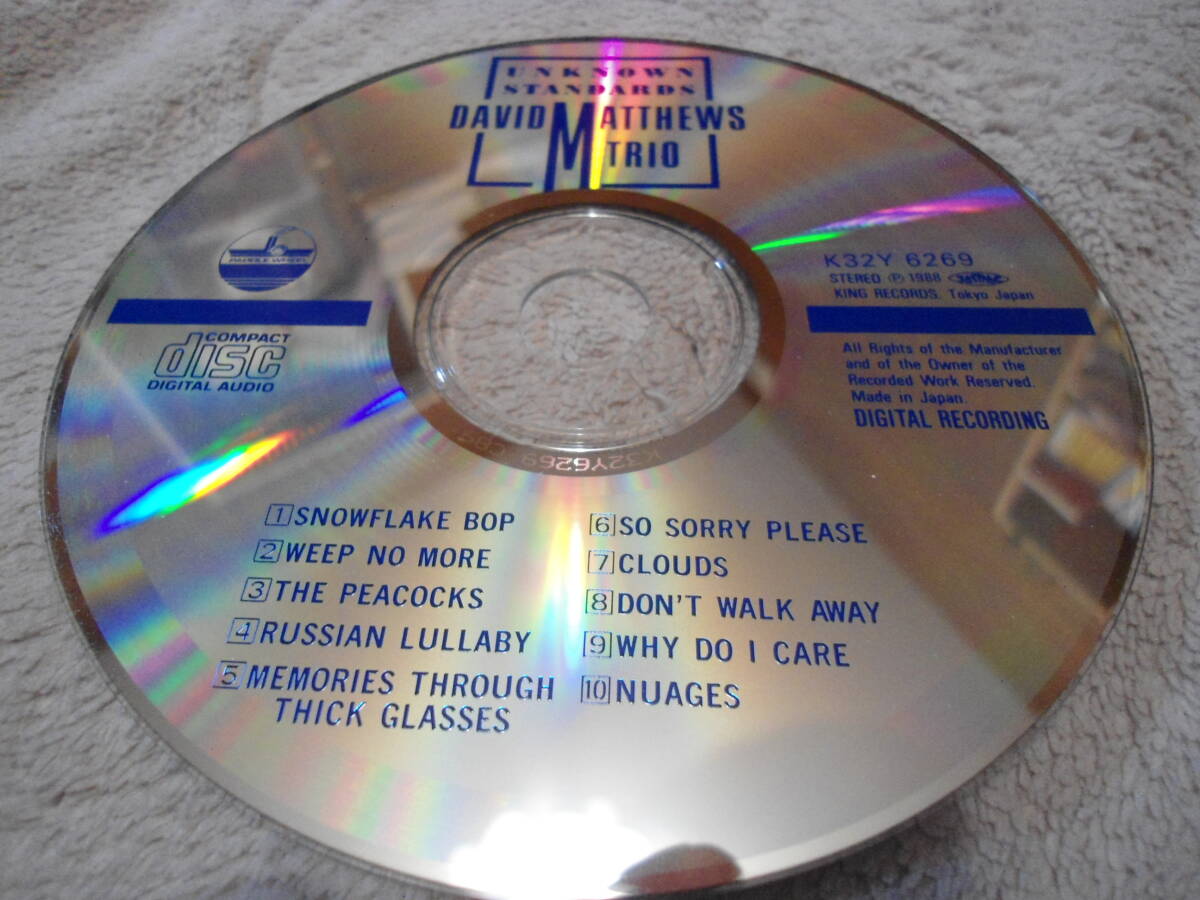 UNKNOWN
STANDARDS
DAVID MATTHEWS
TRIO
PADDLE WHEEL
COMPACT
disc
DIGITAL AUDIO
K32Y 6269
STEREO Ⓟ 1988
KING RECORDS. Tokyo Japan
All Rights of the Manufacturer
and of the Owner of the
Recorded Work Reserved.
Made in Japan.
DIGITAL RECORDING
K32Y6269
1 SNOWFLAKE BOP
2 WEEP NO MORE
3 THE PEACOCKS
4 RUSSIAN LULLABY
5 MEMORIES THROUGH
THICK GLASSES
6 SO SORRY PLEASE
7 CLOUDS
8 DON'T WALK AWAY
9 WHY DO I CARE
10 NUAGES